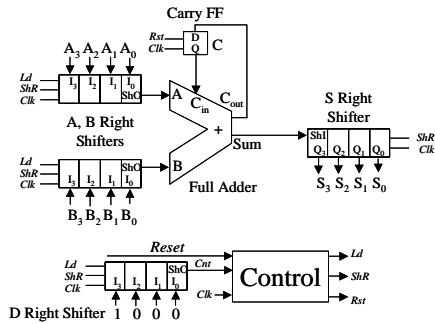 Carry FF
Rst D C
Clk Q
A3 A2 A1 A0
Ld I3 I2 I1 I0
ShR ShO
Clk
A Cin Cout
A, B Right
Shifters
+
Sum
S Right
Shifter
ShI
ShR
Q3 Q2 Q1 Q0
Clk
S3 S2 S1 S0
Ld ShO
ShR I3 I2 I1 I0
Clk
B
Full Adder
B3 B2 B1 B0
Reset
Ld ShO Cnt
ShR
Clk I3 I2 I1 I0
Control
Clk
Ld
ShR
Rst
D Right Shifter 1 0 0 0